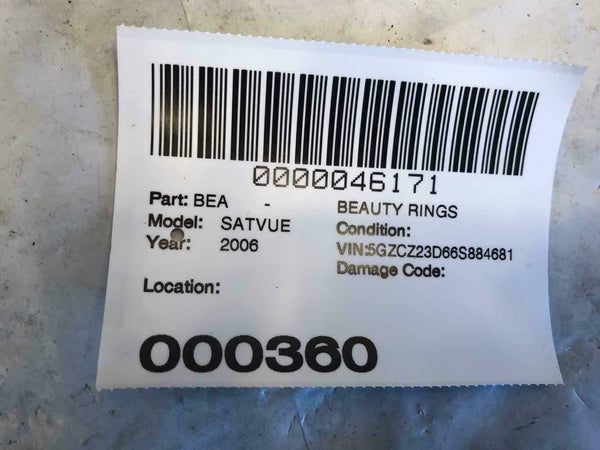 0000046171
Part: BEA - BEAUTY RINGS
Model: SATVUE Condition:
Year: 2006 VIN:5GZCZ23D66S884681
Damage Code:
Location:
000360